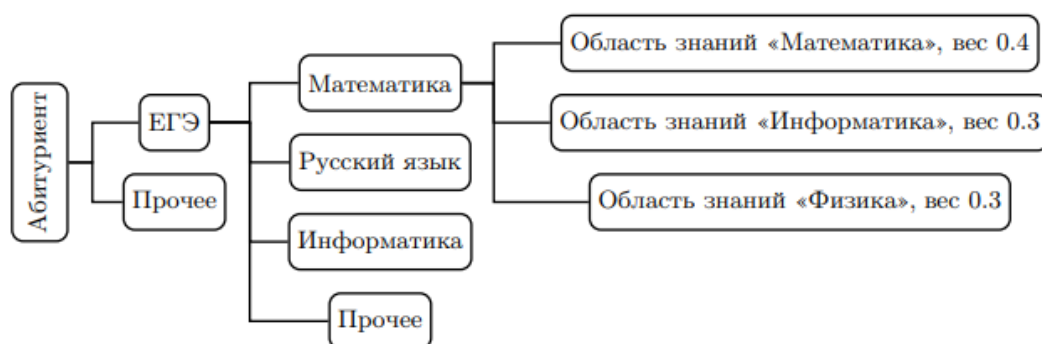 Абитуриент
ЕГЭ
Прочее
Математика
Русский язык
Информатика
Прочее
Область знаний «Математика», вес 0.4
Область знаний «Информатика», вес 0.3
Область знаний «Физика», вес 0.3